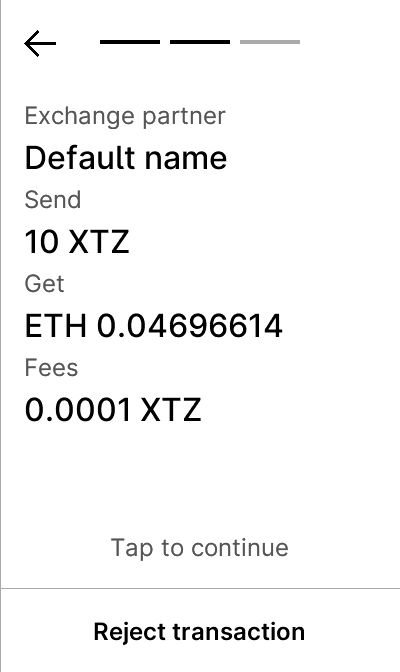 Exchange partner
Default name
Send
10 XTZ
Get
ETH 0.04696614
Fees
0.0001 XTZ
Tap to continue
Reject transaction